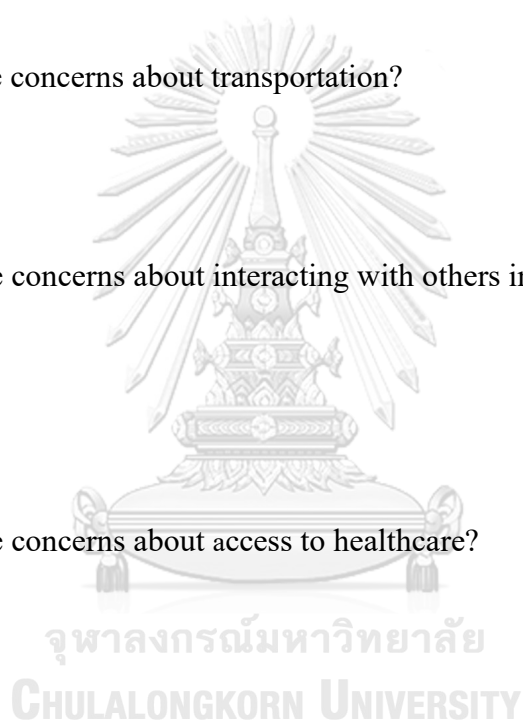 e concerns about transportation?
e concerns about interacting with others in
e concerns about access to healthcare?
จุฬาลงกรณ์มหาวิทยาลัย
CHULALONGKORN UNIVERSITY